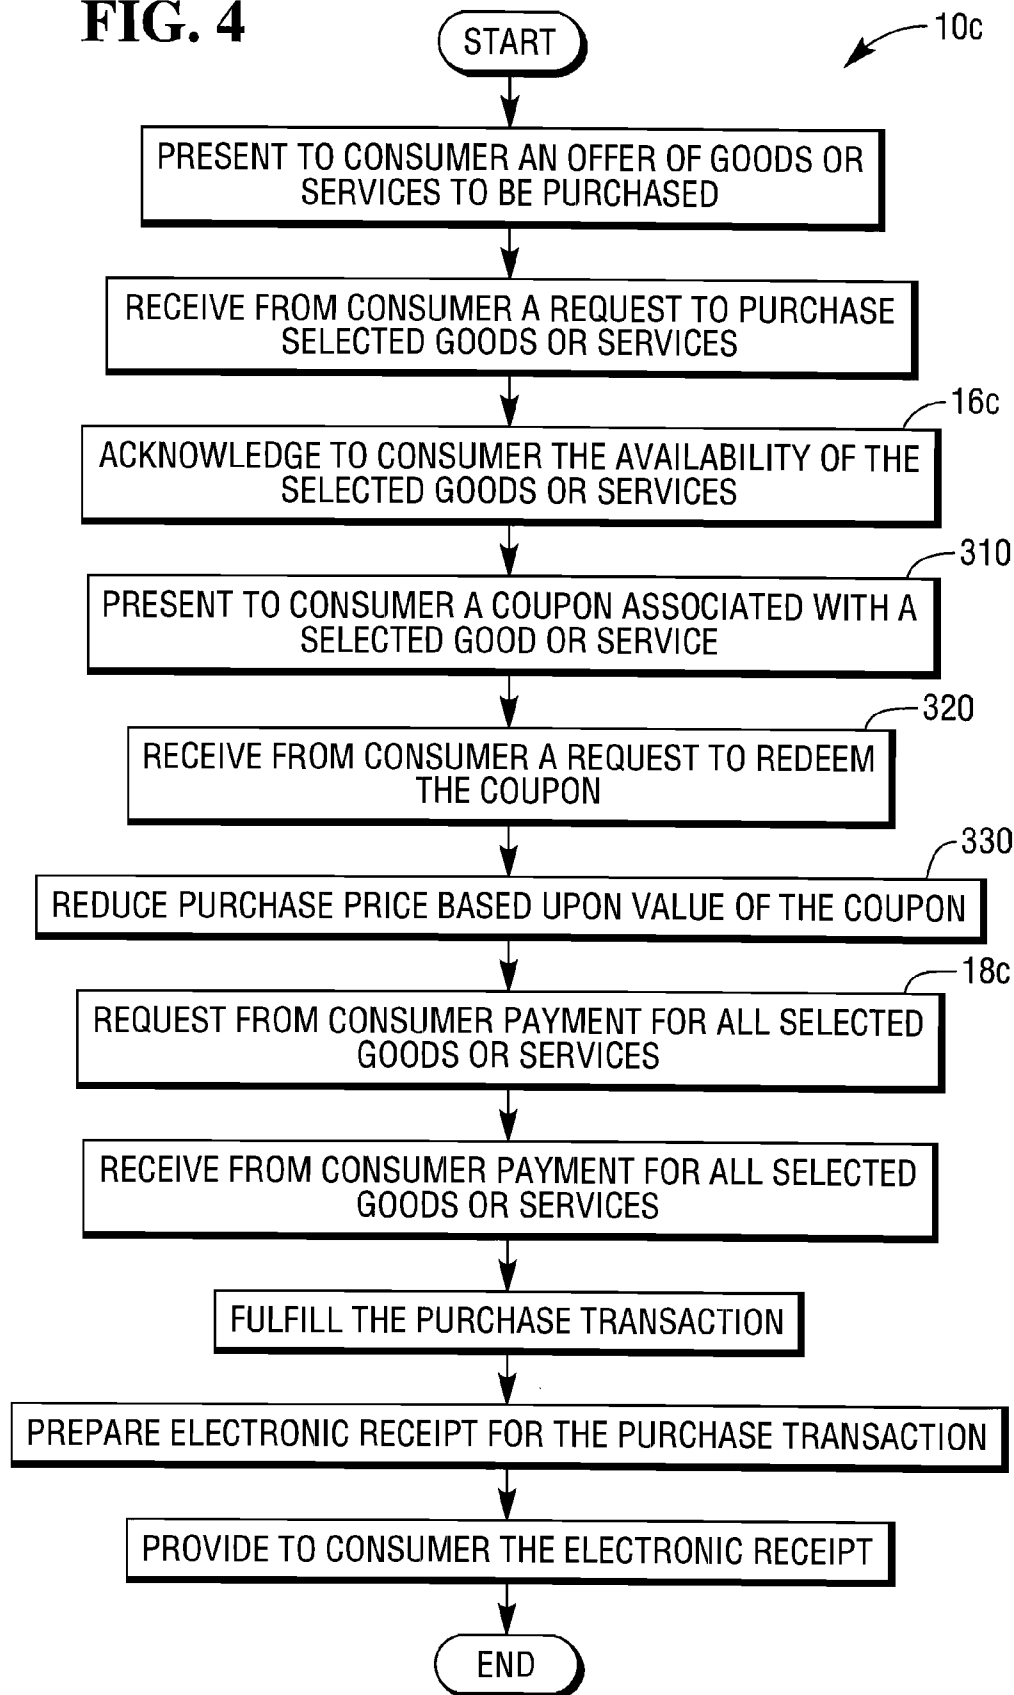 FIG. 4
START
10c
PRESENT TO CONSUMER AN OFFER OF GOODS OR
SERVICES TO BE PURCHASED
RECEIVE FROM CONSUMER A REQUEST TO PURCHASE
SELECTED GOODS OR SERVICES
16c
ACKNOWLEDGE TO CONSUMER THE AVAILABILITY OF THE
SELECTED GOODS OR SERVICES
310
PRESENT TO CONSUMER A COUPON ASSOCIATED WITH A
SELECTED GOOD OR SERVICE
320
RECEIVE FROM CONSUMER A REQUEST TO REDEEM
THE COUPON
330
REDUCE PURCHASE PRICE BASED UPON VALUE OF THE COUPON
18c
REQUEST FROM CONSUMER PAYMENT FOR ALL SELECTED
GOODS OR SERVICES
RECEIVE FROM CONSUMER PAYMENT FOR ALL SELECTED
GOODS OR SERVICES
FULFILL THE PURCHASE TRANSACTION
PREPARE ELECTRONIC RECEIPT FOR THE PURCHASE TRANSACTION
PROVIDE TO CONSUMER THE ELECTRONIC RECEIPT
END